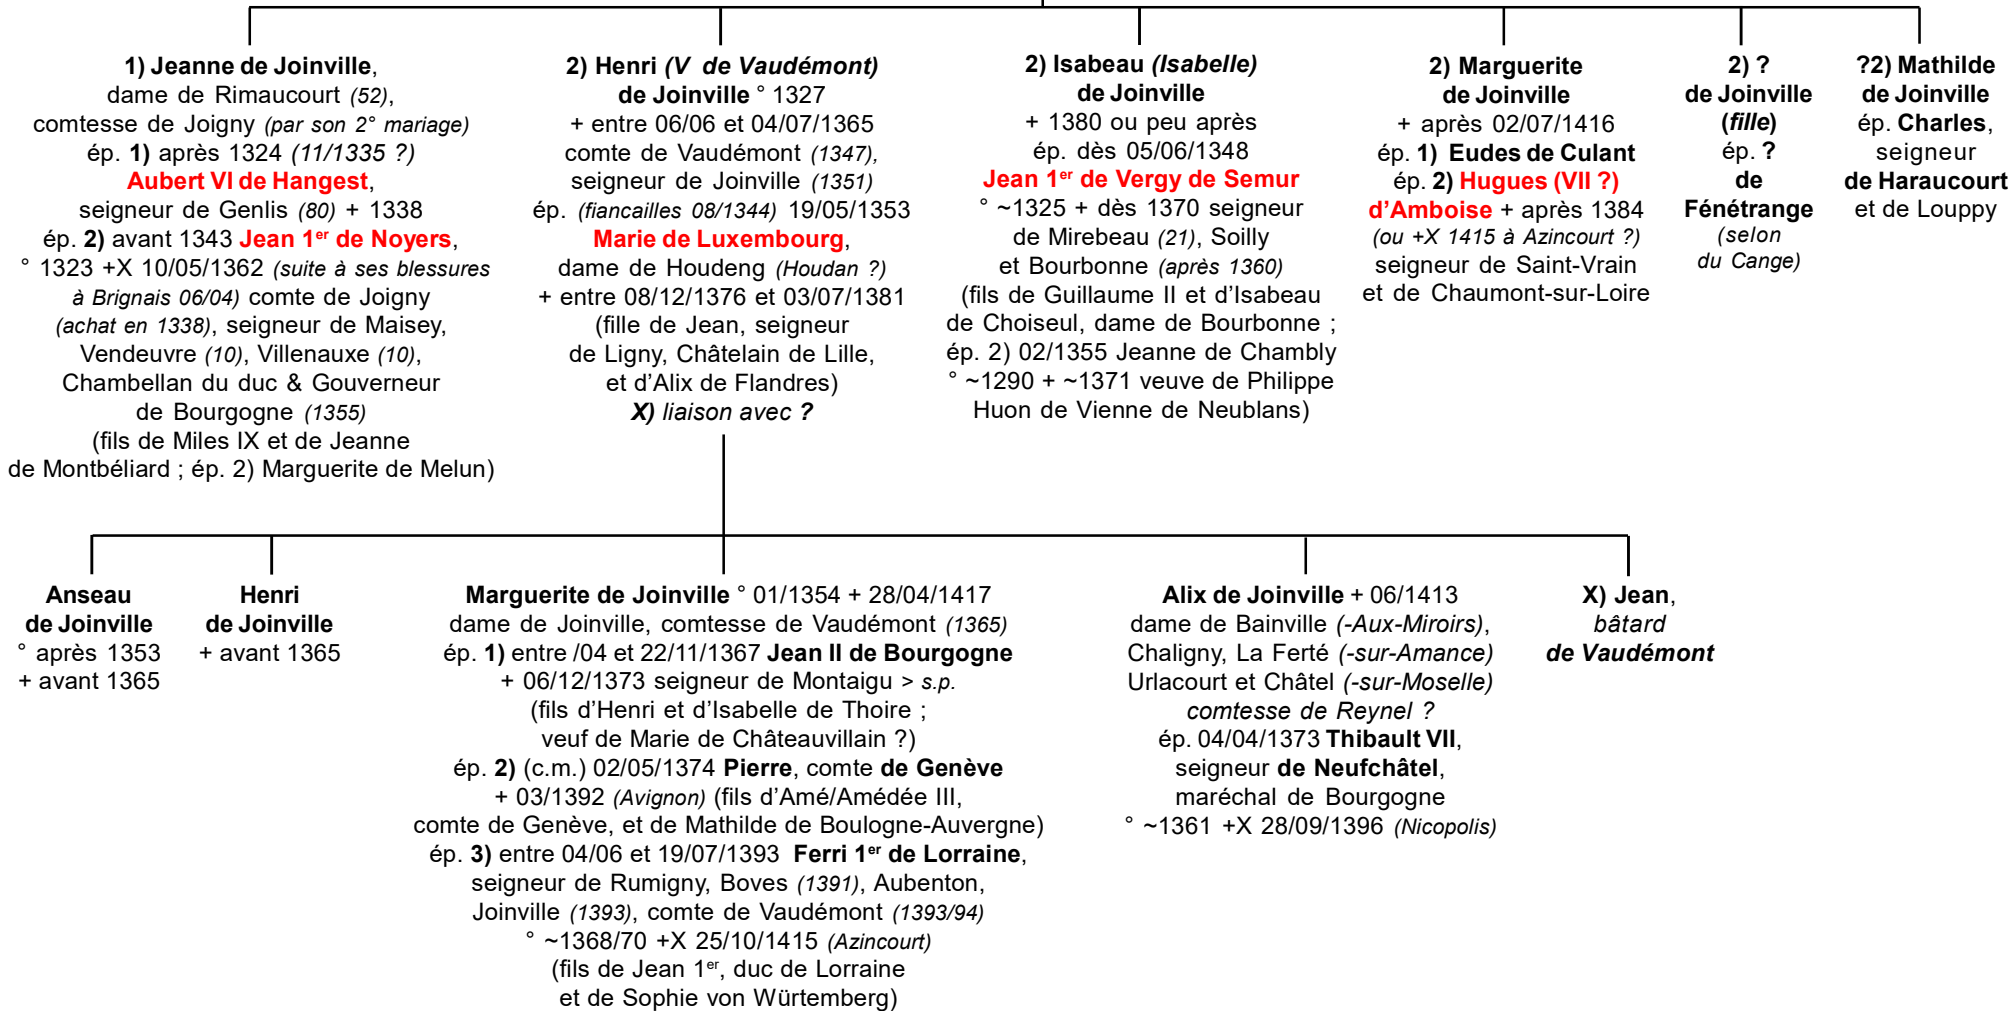 1) Jeanne de Joinville,
dame de Rimaucourt (52),
comtesse de Joigny (par son 2° mariage)
ép. 1) après 1324 (11/1335 ?)
Aubert VI de Hangest,
seigneur de Genlis (80) + 1338
ép. 2) avant 1343 Jean 1er de Noyers,
° 1323 +X 10/05/1362 (suite à ses blessures
à Brignais 06/04) comte de Joigny
(achat en 1338), seigneur de Maisey,
Vendeuvre (10), Villenauxe (10),
Chambellan du duc & Gouverneur
de Bourgogne (1355)
(fils de Miles IX et de Jeanne
de Montbéliard ; ép. 2) Marguerite de Melun)
2) Henri (V de Vaudémont)
de Joinville ° 1327
+ entre 06/06 et 04/07/1365
comte de Vaudémont (1347),
seigneur de Joinville (1351)
ép. (fiancailles 08/1344) 19/05/1353
Marie de Luxembourg,
dame de Houdeng (Houdan ?)
+ entre 08/12/1376 et 03/07/1381
(fille de Jean, seigneur
de Ligny, Châtelain de Lille,
et d'Alix de Flandres)
X) liaison avec ?
2) Isabeau (Isabelle)
de Joinville
+ 1380 ou peu après
ép. dès 05/06/1348
Jean 1er de Vergy de Semur
° ~1325 + dès 1370 seigneur
de Mirebeau (21), Soilly
et Bourbonne (après 1360)
(fils de Guillaume II et d'Isabeau
de Choiseul, dame de Bourbonne ;
ép. 2) 02/1355 Jeanne de Chambly
° ~1290 + ~1371 veuve de Philippe
Huon de Vienne de Neublans)
2) Marguerite
de Joinville
+ après 02/07/1416
ép. 1) Eudes de Culant
ép. 2) Hugues (VII ?)
d'Amboise + après 1384
(ou +X 1415 à Azincourt ?)
seigneur de Saint-Vrain
et de Chaumont-sur-Loire
2) ?
de Joinville
(fille)
ép. ?
de
Fénétrange
(selon
du Cange)
?2) Mathilde
de Joinville
ép. Charles,
seigneur
de Haraucourt
et de Louppy
Anseau
de Joinville
° après 1353
+ avant 1365
Henri
de Joinville
+ avant 1365
Marguerite de Joinville ° 01/1354 + 28/04/1417
dame de Joinville, comtesse de Vaudémont (1365)
ép. 1) entre /04 et 22/11/1367 Jean II de Bourgogne
+ 06/12/1373 seigneur de Montaigu > s.p.
(fils d'Henri et d'Isabelle de Thoire ;
veuf de Marie de Châteauvillain ?)
ép. 2) (c.m.) 02/05/1374 Pierre, comte de Genève
+ 03/1392 (Avignon) (fils d'Amé/Amédée III,
comte de Genève, et de Mathilde de Boulogne-Auvergne)
ép. 3) entre 04/06 et 19/07/1393 Ferri 1er de Lorraine,
seigneur de Rumigny, Boves (1391), Aubenton,
Joinville (1393), comte de Vaudémont (1393/94)
° ~1368/70 +X 25/10/1415 (Azincourt)
(fils de Jean 1er, duc de Lorraine
et de Sophie von Würtemberg)
Alix de Joinville + 06/1413
dame de Bainville (-Aux-Miroirs),
Chaligny, La Ferté (-sur-Amance)
Urlacourt et Châtel (-sur-Moselle)
comtesse de Reynel ?
ép. 04/04/1373 Thibault VII,
seigneur de Neufchâtel,
maréchal de Bourgogne
° ~1361 +X 28/09/1396 (Nicopolis)
X) Jean,
bâtard
de Vaudémont